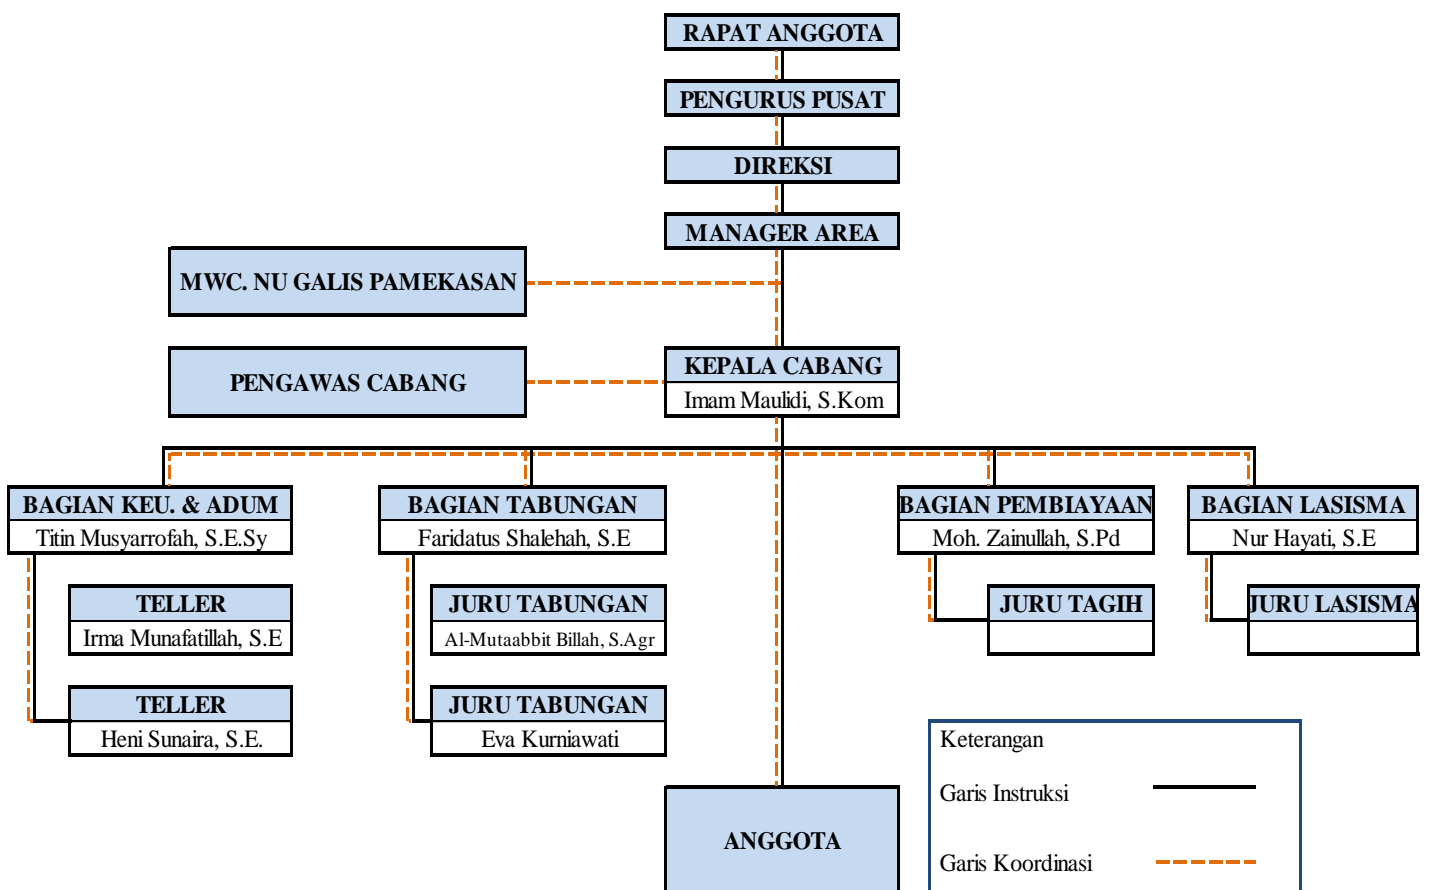 RAPAT ANGGOTA
PENGURUS PUSAT
DIREKSI
MANAGER AREA
MWC. NU GALIS PAMEKASAN
PENGAWAS CABANG
KEPALA CABANG
Imam Maulidi, S.Kom
BAGIAN KEU. & ADUM
Titin Musyarrofah, S.E.Sy
BAGIAN TABUNGAN
Faridatus Shalehah, S.E
BAGIAN PEMBIAYAAN
Moh. Zainullah, S.Pd
BAGIAN LASISMA
Nur Hayati, S.E
TELLER
Irma Munafatillah, S.E
JURU TABUNGAN
Al-Mutaabbit Billah, S.Agr
JURU TAGIH
JURU LASISMA
TELLER
Heni Sunaira, S.E.
JURU TABUNGAN
Eva Kurniawati
ANGGOTA
Keterangan
Garis Instruksi
Garis Koordinasi